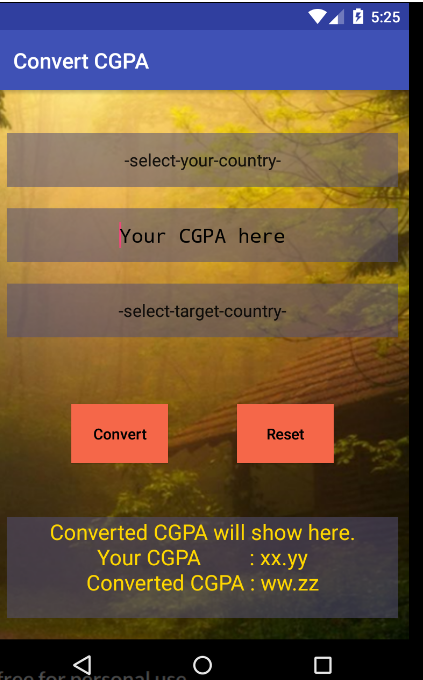 5:25
Convert CGPA
-select-your-country-
Your CGPA here
-select-target-country-
Convert
Reset
Converted CGPA will show here.
Your CGPA : xx.yy
Converted CGPA : ww.zz
free for personal use